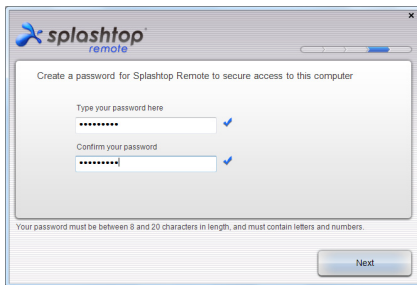 splashtop
remote
Create a password for Splashtop Remote to secure access to this computer
Type your password here
•••••••••
Confirm your password
•••••••••
Your password must be between 8 and 20 characters in length, and must contain letters and numbers.
Next